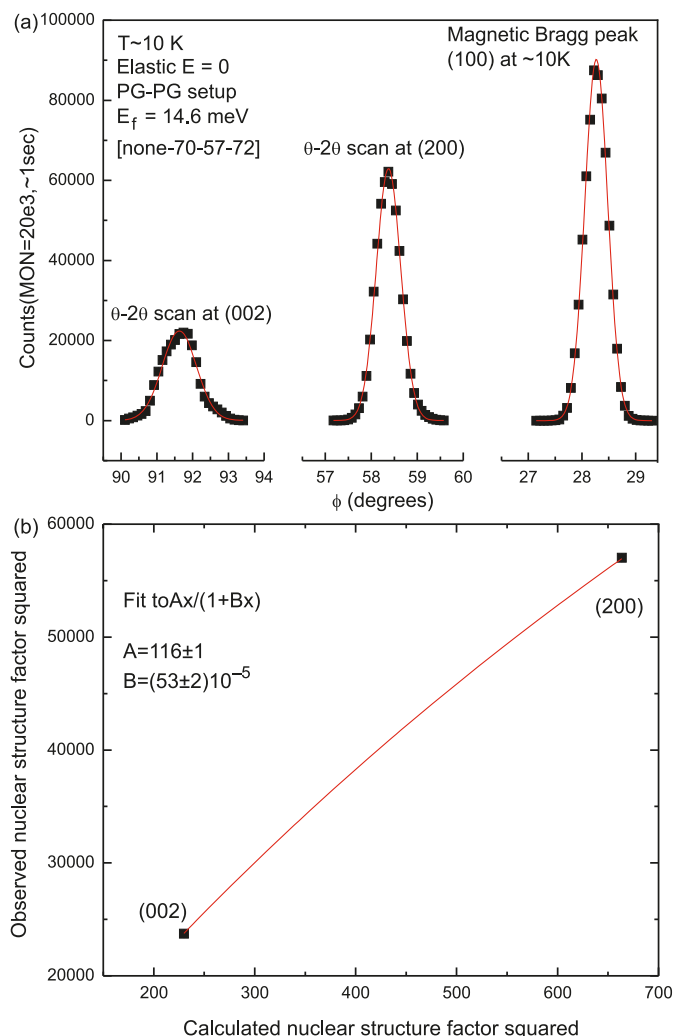 (a)
100000
80000
60000
40000
20000
0
Counts(MON=20e3,~1sec)
T~10 K
Elastic E = 0
PG-PG setup
E_f = 14.6 meV
[none-70-57-72]
Magnetic Bragg peak
(100) at ~10K
θ-2θ scan at (200)
θ-2θ scan at (002)
90 91 92 93 94 57 58 59 60 27 28 29
ϕ (degrees)
(b)
60000
50000
40000
30000
20000
Observed nuclear structure factor squared
Fit toAx/(1+Bx)
A=116±1
B=(53±2)10⁻⁵
(200)
(002)
200 300 400 500 600 700
Calculated nuclear structure factor squared